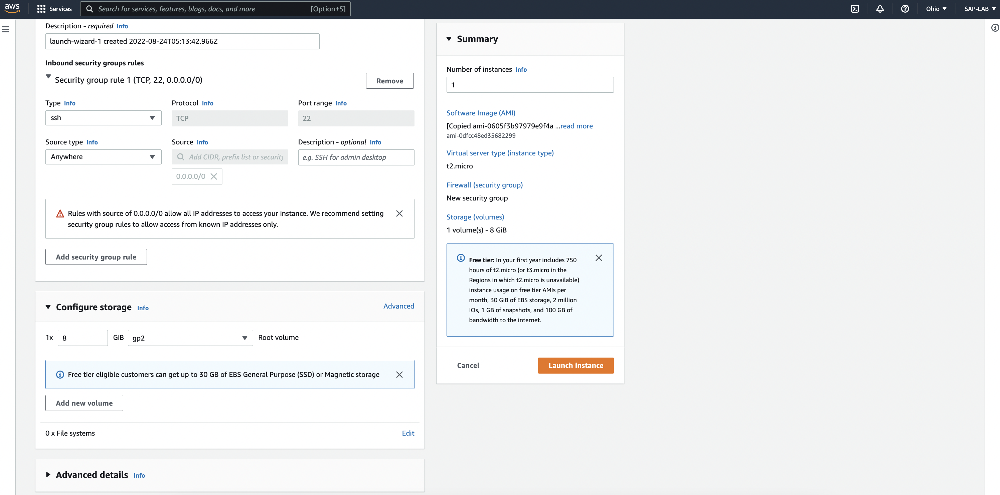 aws
Services
Search for services, features, blogs, docs, and more
[Option+S]
Ohio
SAP-LAB
Description - required Info
launch-wizard-1 created 2022-08-24T05:13:42.966Z
Inbound security groups rules
Security group rule 1 (TCP, 22, 0.0.0.0/0)
Remove
Type Info
Protocol Info
Port range Info
ssh
TCP
22
Source type Info
Source Info
Description - optional Info
Anywhere
Add CIDR, prefix list or security
e.g. SSH for admin desktop
0.0.0.0/0
Rules with source of 0.0.0.0/0 allow all IP addresses to access your instance. We recommend setting
security group rules to allow access from known IP addresses only.
Add security group rule
Configure storage Info
Advanced
1x
8
GiB
gp2
Root volume
Free tier eligible customers can get up to 30 GB of EBS General Purpose (SSD) or Magnetic storage
Add new volume
0 x File systems
Edit
Advanced details Info
Summary
Number of instances Info
1
Software Image (AMI)
[Copied ami-0605f3b97979e9f4a ...read more
ami-0dfcc48ed35682299
Virtual server type (instance type)
t2.micro
Firewall (security group)
New security group
Storage (volumes)
1 volume(s) - 8 GiB
Free tier: In your first year includes 750
hours of t2.micro (or t3.micro in the
Regions in which t2.micro is unavailable)
instance usage on free tier AMIs per
month, 30 GiB of EBS storage, 2 million
IOs, 1 GB of snapshots, and 100 GB of
bandwidth to the internet.
Cancel
Launch instance